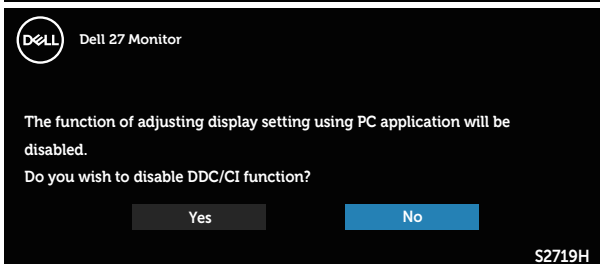 DELL
Dell 27 Monitor
The function of adjusting display setting using PC application will be
disabled.
Do you wish to disable DDC/CI function?
Yes No
S2719H